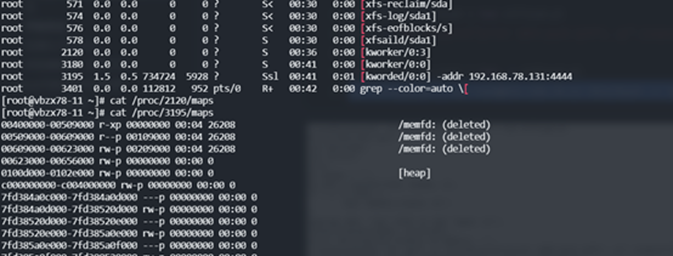 root 571 0.0 0.0 0 0 ? S< 00:30 0:00 [xfs-reclaim/sda]
root 574 0.0 0.0 0 0 ? S< 00:30 0:00 [xfs-log/sda1]
root 576 0.0 0.0 0 0 ? S< 00:30 0:00 [xfs-eofblocks/s]
root 578 0.0 0.0 0 0 ? S 00:30 0:00 [xfsaild/sda1]
root 2120 0.0 0.0 0 0 ? S 00:36 0:00 [kworker/0:3]
root 3180 0.0 0.0 0 0 ? S 00:41 0:00 [kworker/0:0]
root 3195 1.5 0.5 734724 5928 ? Ssl 00:41 0:01 [kworded/0:0] -addr 192.168.78.131:4444
root 3401 0.0 0.0 112812 952 pts/0 R+ 00:42 0:00 grep --color=auto \[
[root@vbzx78-11 ~]# cat /proc/2120/maps
[root@vbzx78-11 ~]# cat /proc/3195/maps
00400000-00509000 r-xp 00000000 00:04 26208 /memfd: (deleted)
00509000-00609000 r--p 00109000 00:04 26208 /memfd: (deleted)
00609000-00623000 rw-p 00209000 00:04 26208 /memfd: (deleted)
00623000-00656000 rw-p 00000000 00:00 0
0100d000-0102e000 rw-p 00000000 00:00 0 [heap]
c000000000-c004000000 rw-p 00000000 00:00 0
7fd384a0c000-7fd384a0d000 ---p 00000000 00:00 0
7fd384a0d000-7fd38520d000 rw-p 00000000 00:00 0
7fd38520d000-7fd38520e000 ---p 00000000 00:00 0
7fd38520e000-7fd385a0e000 rw-p 00000000 00:00 0
7fd385a0e000-7fd385a0f000 ---p 00000000 00:00 0